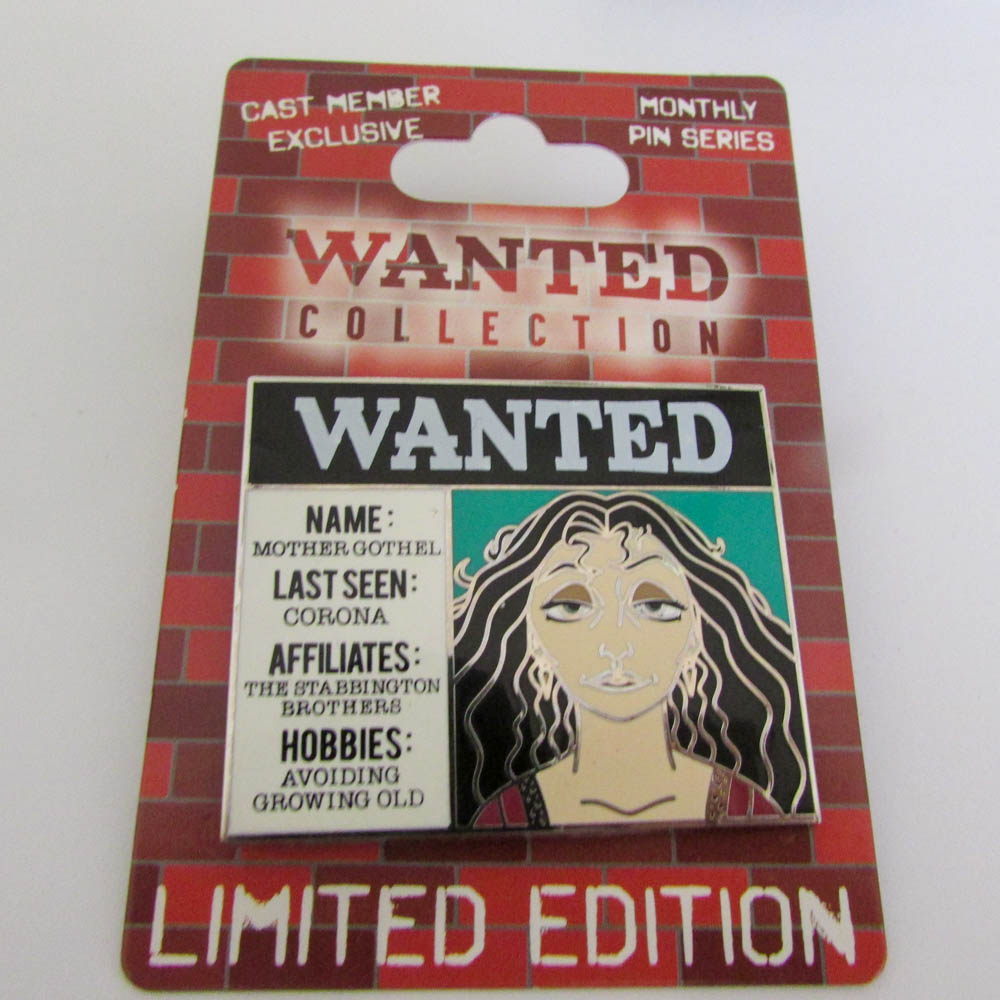 CAST MEMBER
EXCLUSIVE
MONTHLY
PIN SERIES
WANTED
COLLECTION
WANTED
NAME:
MOTHER GOTHEL
LAST SEEN:
CORONA
AFFILIATES:
THE STABBINGTON
BROTHERS
HOBBIES:
AVOIDING
GROWING OLD
LIMITED EDITION